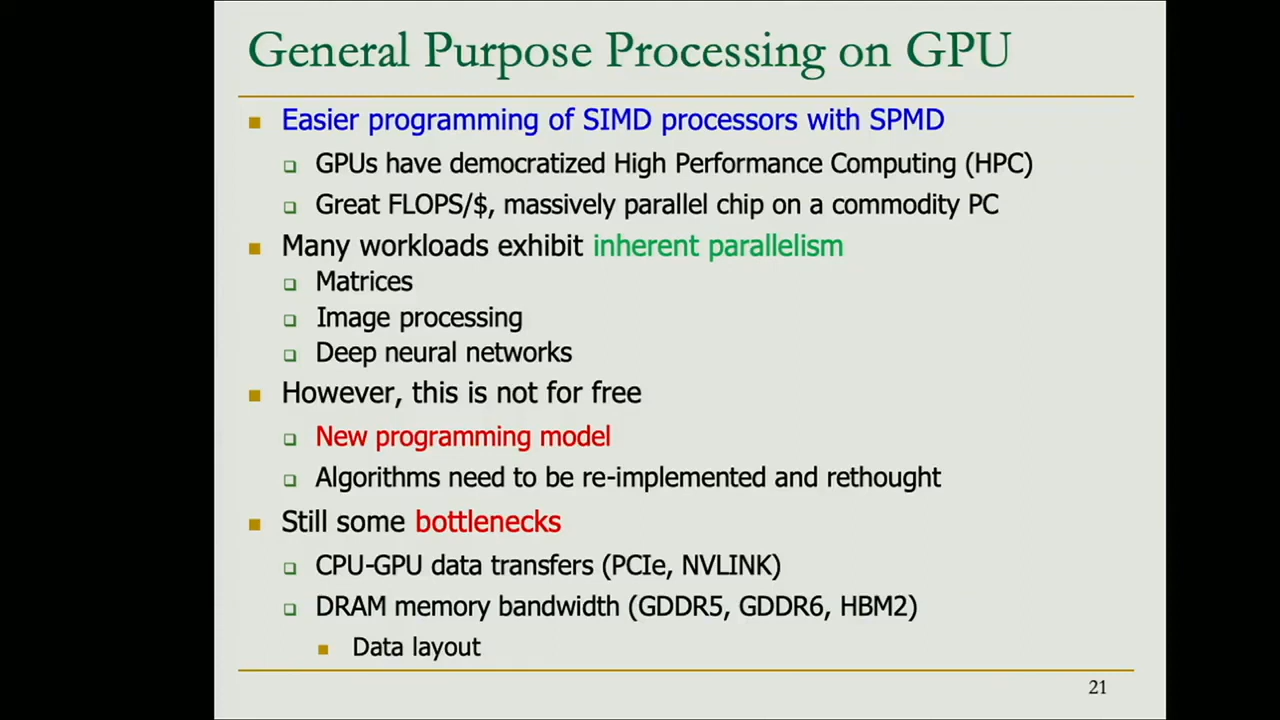 General Purpose Processing on GPU
Easier programming of SIMD processors with SPMD
GPUs have democratized High Performance Computing (HPC)
Great FLOPS/$, massively parallel chip on a commodity PC
Many workloads exhibit inherent parallelism
Matrices
Image processing
Deep neural networks
However, this is not for free
New programming model
Algorithms need to be re-implemented and rethought
Still some bottlenecks
CPU-GPU data transfers (PCIe, NVLINK)
DRAM memory bandwidth (GDDR5, GDDR6, HBM2)
Data layout
21